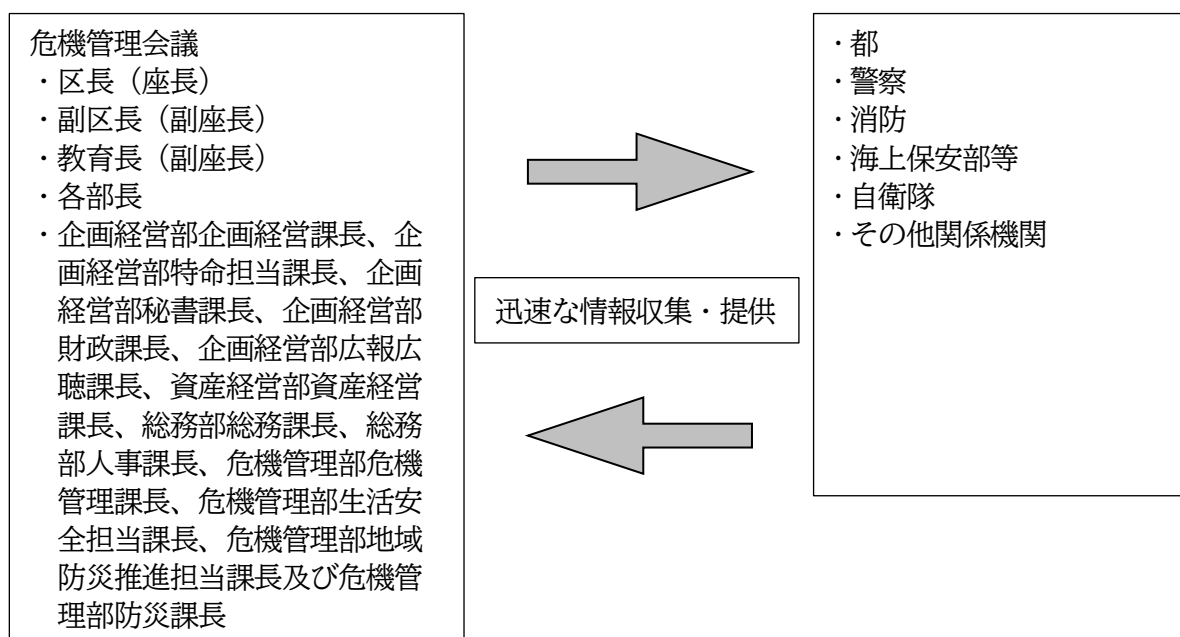 危機管理会議
・区長（座長）
・副区長（副座長）
・教育長（副座長）
・各部長
・企画経営部企画経営課長、企
画経営部特命担当課長、企画
経営部秘書課長、企画経営部
財政課長、企画経営部広報広
聴課長、資産経営部資産経営
課長、総務部総務課長、総務
部人事課長、危機管理部危機
管理課長、危機管理部生活安
全担当課長、危機管理部地域
防災推進担当課長及び危機管
理部防災課長
迅速な情報収集・提供
・都
・警察
・消防
・海上保安部等
・自衛隊
・その他関係機関